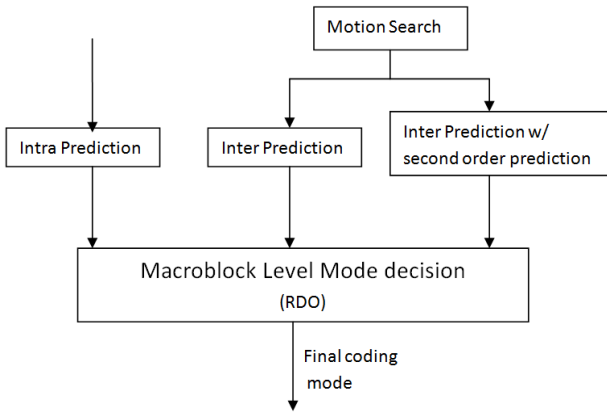 Motion Search
Intra Prediction
Inter Prediction
Inter Prediction w/
second order prediction
Macroblock Level Mode decision
(RDO)
Final coding
mode